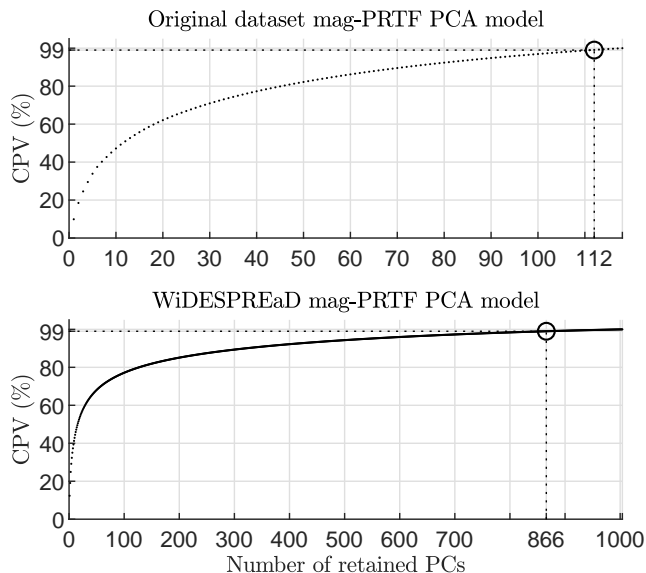 Original dataset mag-PRTF PCA model
CPV (%)
99
80
60
40
20
0
0 10 20 30 40 50 60 70 80 90 100 112
WiDESPREaD mag-PRTF PCA model
CPV (%)
99
80
60
40
20
0
0 100 200 300 400 500 600 700 866 1000
Number of retained PCs